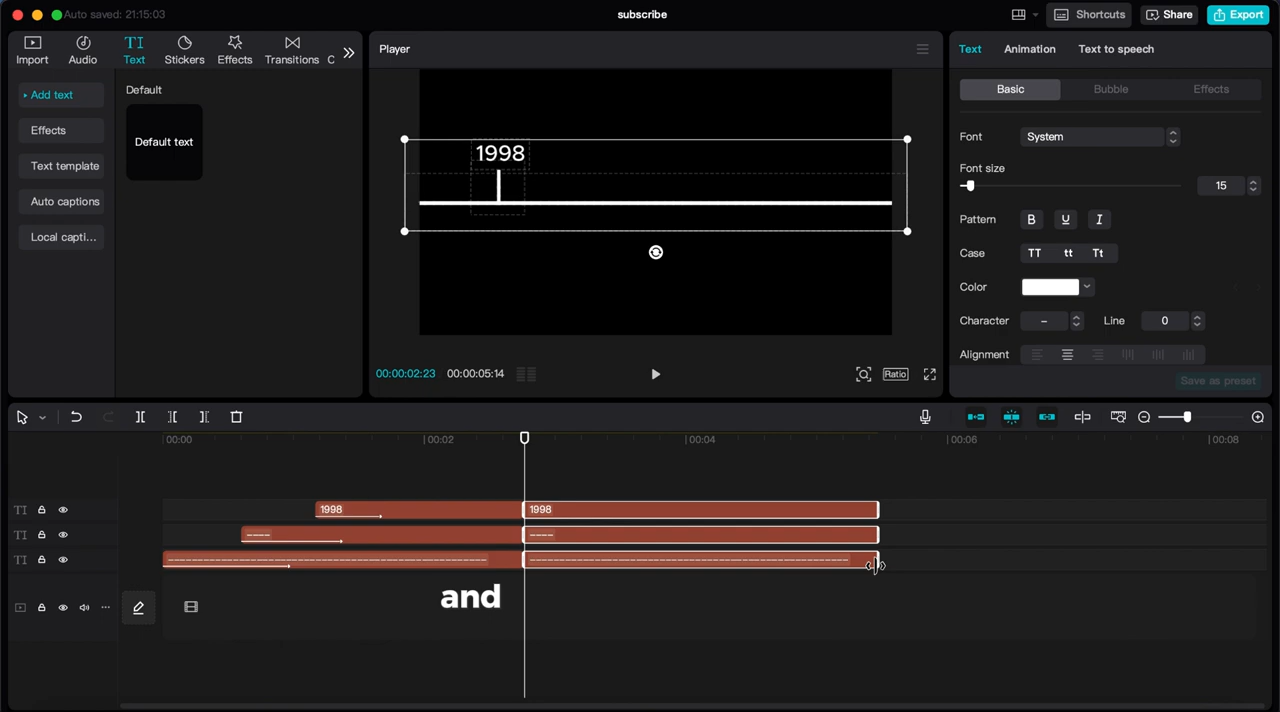 Auto saved: 21:15:03
subscribe
Shortcuts
Share
Export
Import
Audio
TI
Text
Stickers
Effects
Transitions
C
Add text
Effects
Text template
Auto captions
Local capti...
Default
Default text
Player
1998
00:00:02:23
00:00:05:14
Ratio
Text
Animation
Text to speech
Basic
Bubble
Effects
Font
System
Font size
15
Pattern
B
U
I
Case
TT
tt
Tt
Color
Character
–
Line
0
Alignment
Save as preset
00:00
00:02
00:04
00:06
00:08
TI
1998
1998
TI
----
----
TI
and